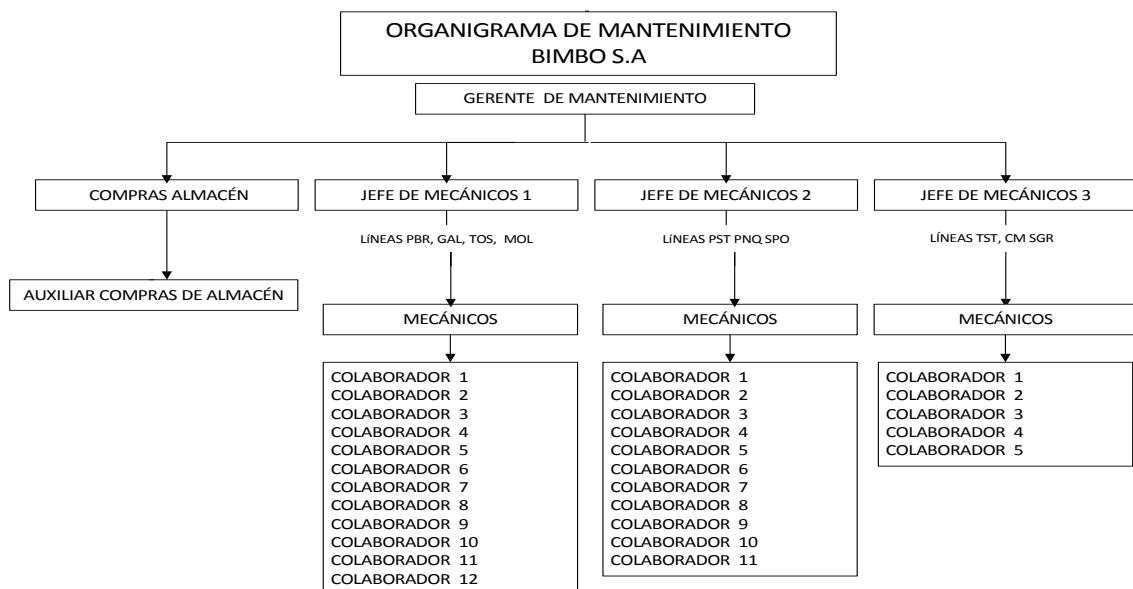 ORGANIGRAMA DE MANTENIMIENTO
BIMBO S.A
GERENTE DE MANTENIMIENTO
COMPRAS ALMACÉN
AUXILIAR COMPRAS DE ALMACÉN
JEFE DE MECÁNICOS 1
LÍNEAS PBR, GAL, TOS, MOL
MECÁNICOS
COLABORADOR 1
COLABORADOR 2
COLABORADOR 3
COLABORADOR 4
COLABORADOR 5
COLABORADOR 6
COLABORADOR 7
COLABORADOR 8
COLABORADOR 9
COLABORADOR 10
COLABORADOR 11
COLABORADOR 12
JEFE DE MECÁNICOS 2
LÍNEAS PST PNQ SPO
MECÁNICOS
COLABORADOR 1
COLABORADOR 2
COLABORADOR 3
COLABORADOR 4
COLABORADOR 5
COLABORADOR 6
COLABORADOR 7
COLABORADOR 8
COLABORADOR 9
COLABORADOR 10
COLABORADOR 11
JEFE DE MECÁNICOS 3
LÍNEAS TST, CM SGR
MECÁNICOS
COLABORADOR 1
COLABORADOR 2
COLABORADOR 3
COLABORADOR 4
COLABORADOR 5